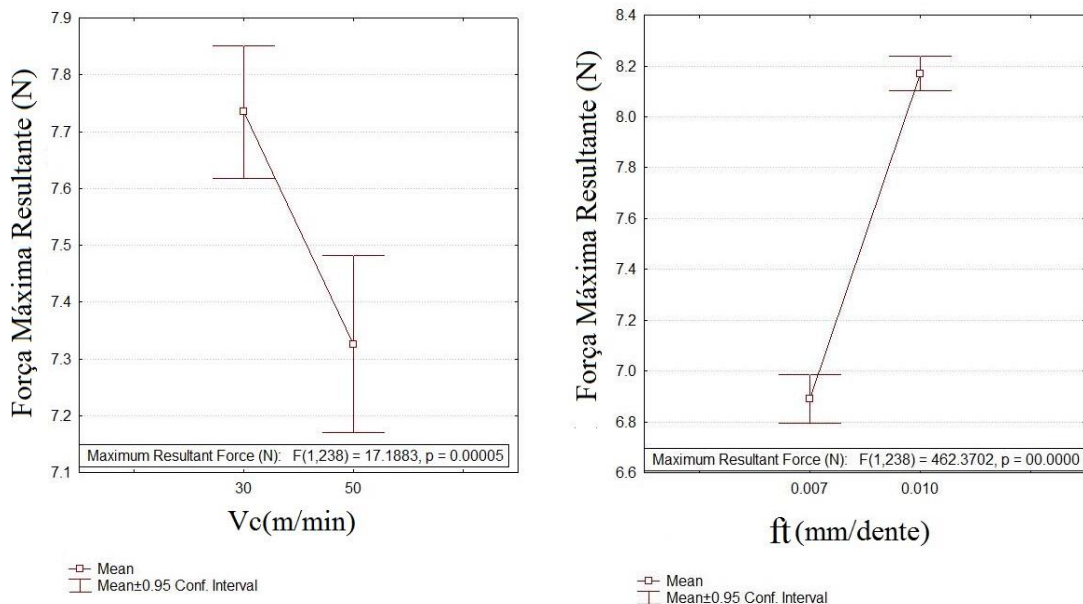 Força Máxima Resultante (N)
7.9
7.8
7.7
7.6
7.5
7.4
7.3
7.2
7.1
Maximum Resultant Force (N): F(1,238) = 17.1883, p = 0.00005
30
50
Vc(m/min)
Mean
Mean±0.95 Conf. Interval
Força Máxima Resultante (N)
8.4
8.2
8.0
7.8
7.6
7.4
7.2
7.0
6.8
6.6
Maximum Resultant Force (N): F(1,238) = 462.3702, p = 00.0000
0.007
0.010
ft (mm/dente)
Mean
Mean±0.95 Conf. Interval